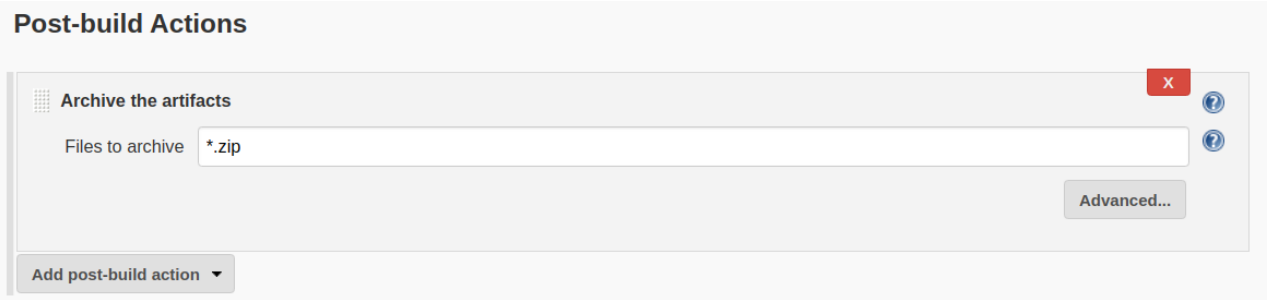 Post-build Actions
X
Archive the artifacts
?
Files to archive *.zip
?
Advanced...
Add post-build action